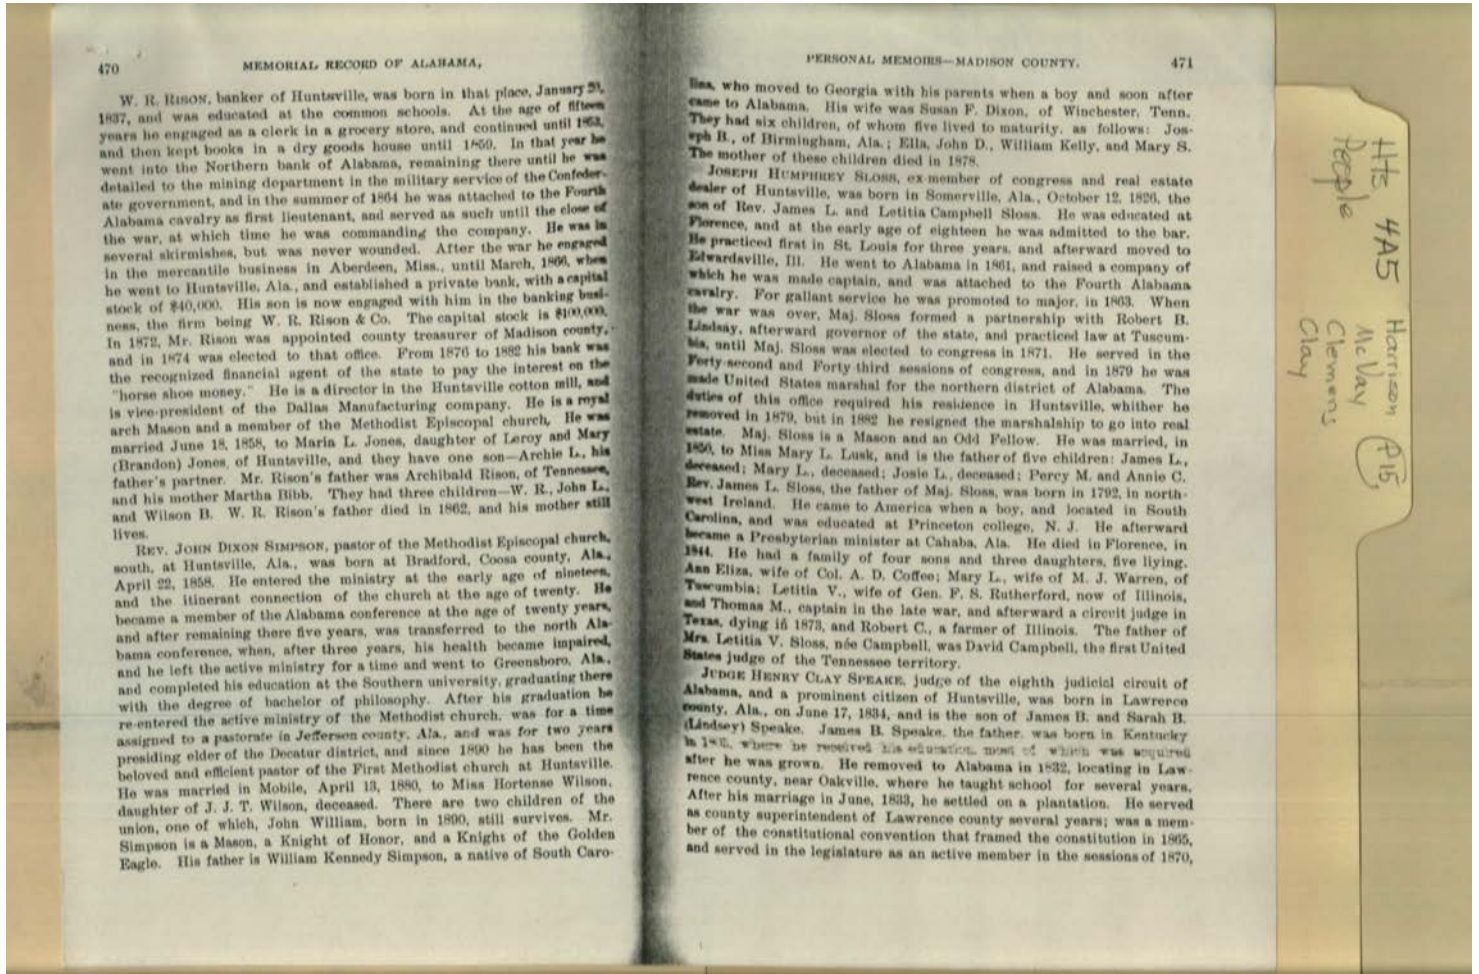 470
MEMORIAL RECORD OF ALABAMA,
W. R. RISON, banker of Huntsville, was born in that place, January
1837, and was educated at the common schools. At the age of fifteen
years he engaged as a clerk in a grocery store, and continued until 1853,
and then kept books in a dry goods house until 1859. In that year he
went into the Northern bank of Alabama, remaining there until he was
detailed to the mining department in the military service of the Confeder-
ate government, and in the summer of 1864 he was attached to the Fourth
Alabama cavalry as first lieutenant, and served as such until the close of
the war, at which time he was commanding the company. He was in
several skirmishes, but was never wounded. After the war he engaged
in the mercantile business in Aberdeen, Miss., until March, 1866, when
he went to Huntsville, Ala., and established a private bank, with a capital
stock of $40,000. His son is now engaged with him in the banking busi-
ness, the firm being W. R. Rison & Co. The capital stock is $100,000.
In 1872, Mr. Rison was appointed county treasurer of Madison county,
and in 1874 was elected to that office. From 1876 to 1882 his bank was
the recognized financial agent of the state to pay the interest on the
"horse shoe money." He is a director in the Huntsville cotton mill, and
is vice-president of the Dallas Manufacturing company. He is a royal
arch Mason and a member of the Methodist Episcopal church. He was
married June 18, 1858, to Maria L. Jones, daughter of Leroy and Mary
(Brandon) Jones, of Huntsville, and they have one son—Archie L., his
father's partner. Mr. Rison's father was Archibald Rison, of Tennessee,
and his mother Martha Bibb. They had three children—W. R., John L.,
and Wilson B. W. R. Rison's father died in 1862, and his mother still
lives.
REV. JOHN DIXON SIMPSON, pastor of the Methodist Episcopal church,
south, at Huntsville, Ala., was born at Bradford, Coosa county, Ala.,
April 22, 1858. He entered the ministry at the early age of nineteen,
and the itinerant connection of the church at the age of twenty. He
became a member of the Alabama conference at the age of twenty years,
and after remaining there five years, was transferred to the north Ala-
bama conference, when, after three years, his health became impaired,
and he left the active ministry for a time and went to Greensboro, Ala.,
and completed his education at the Southern university, graduating there
with the degree of bachelor of philosophy. After his graduation he
re-entered the active ministry of the Methodist church, was for a time
assigned to a pastorate in Jefferson county, Ala., and was for two years
presiding elder of the Decatur district, and since 1890 he has been the
beloved and efficient pastor of the First Methodist church at Huntsville.
He was married in Mobile, April 13, 1880, to Miss Hortense Wilson,
daughter of J. J. T. Wilson, deceased. There are two children of the
union, one of which, John William, born in 1890, still survives. Mr.
Simpson is a Mason, a Knight of Honor, and a Knight of the Golden
Eagle. His father is William Kennedy Simpson, a native of South Caro-
PERSONAL MEMOIRS—MADISON COUNTY.
471
lina, who moved to Georgia with his parents when a boy and soon after
came to Alabama. His wife was Susan F. Dixon, of Winchester, Tenn.
They had six children, of whom five lived to maturity, as follows: Jos-
eph B., of Birmingham, Ala.; Ella, John D., William Kelly, and Mary S.
The mother of these children died in 1878.
JOSEPH HUMPHREY SLOSS, ex-member of congress and real estate
dealer of Huntsville, was born in Somerville, Ala., October 12, 1826, the
son of Rev. James L. and Letitia Campbell Sloss. He was educated at
Florence, and at the early age of eighteen he was admitted to the bar.
He practiced first in St. Louis for three years, and afterward moved to
Edwardsville, Ill. He went to Alabama in 1861, and raised a company of
which he was made captain, and was attached to the Fourth Alabama
cavalry. For gallant service he was promoted to major, in 1863. When
the war was over, Maj. Sloss formed a partnership with Robert B.
Lindsay, afterward governor of the state, and practiced law at Tuscum-
bia, until Maj. Sloss was elected to congress in 1871. He served in the
Forty-second and Forty-third sessions of congress, and in 1879 he was
made United States marshal for the northern district of Alabama. The
duties of this office required his residence in Huntsville, whither he
removed in 1879, but in 1882 he resigned the marshalship to go into real
estate. Maj. Sloss is a Mason and an Odd Fellow. He was married, in
1850, to Miss Mary L. Lusk, and is the father of five children: James L.,
deceased; Mary L., deceased; Josie L., deceased; Percy M. and Annie C.
Rev. James L. Sloss, the father of Maj. Sloss, was born in 1792, in north-
west Ireland. He came to America when a boy, and located in South
Carolina, and was educated at Princeton college, N. J. He afterward
became a Presbyterian minister at Cahaba, Ala. He died in Florence, in
1844. He had a family of four sons and three daughters, five liying.
Ann Eliza, wife of Col. A. D. Coffee; Mary L., wife of M. J. Warren, of
Tuscumbia; Letitia V., wife of Gen. F. S. Rutherford, now of Illinois,
and Thomas M., captain in the late war, and afterward a circuit judge in
Texas, dying in 1873, and Robert C., a farmer of Illinois. The father of
Mrs. Letitia V. Sloss, née Campbell, was David Campbell, the first United
States judge of the Tennessee territory.
JUDGE HENRY CLAY SPEAKE, judge of the eighth judicial circuit of
Alabama, and a prominent citizen of Huntsville, was born in Lawrence
county, Ala., on June 17, 1834, and is the son of James B. and Sarah B.
(Lindsey) Speake. James B. Speake, the father, was born in Kentucky
in where he received his education, most of which was acquired
after he was grown. He removed to Alabama in 1832, locating in Law-
rence county, near Oakville, where he taught school for several years.
After his marriage in June, 1833, he settled on a plantation. He served
as county superintendent of Lawrence county several years; was a mem-
ber of the constitutional convention that framed the constitution in 1865,
and served in the legislature as an active member in the sessions of 1870,
Hts 4A5 Harrison P15,
People McVay
Clemens
Clay